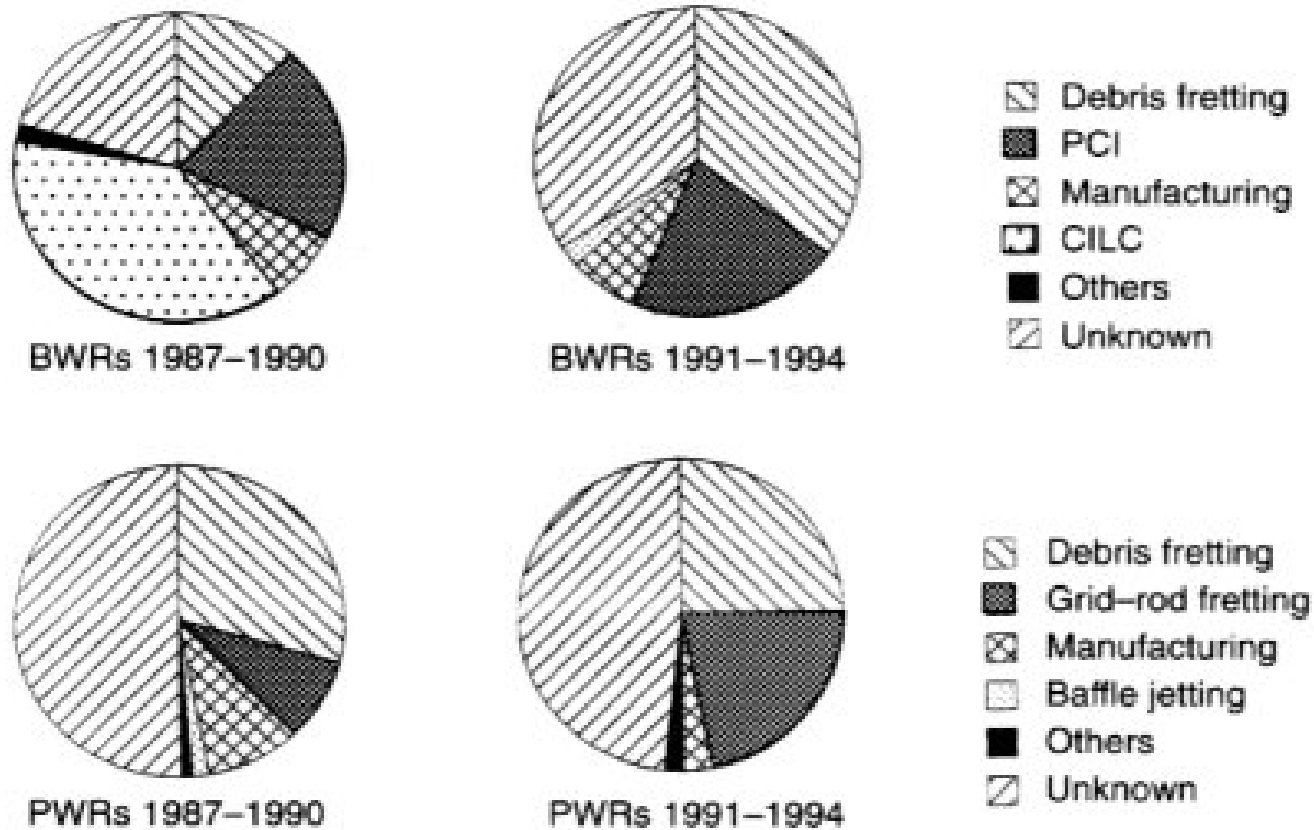 Debris fretting
PCI
Manufacturing
CILC
Others
Unknown
BWRs 1987–1990
BWRs 1991–1994
Debris fretting
Grid–rod fretting
Manufacturing
Baffle jetting
Others
Unknown
PWRs 1987–1990
PWRs 1991–1994